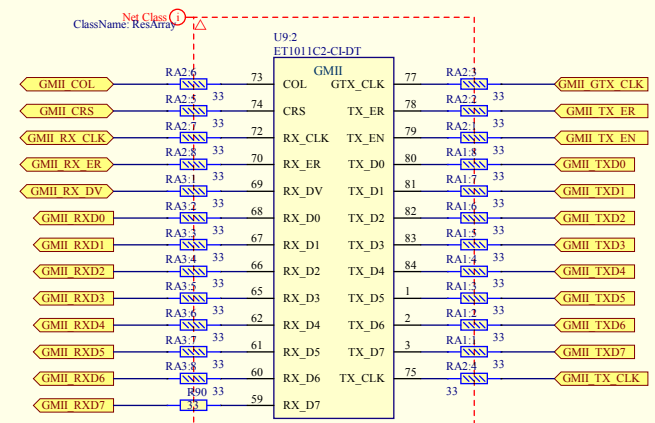 Net Class i
ClassName: ResArray
U9:2
ET1011C2-CI-DT
GMII
GMII_COL RA2:6 33 73 COL GTX_CLK 77 RA2:3 33 GMII_GTX_CLK
GMII_CRS RA2:5 33 74 CRS TX_ER 78 RA2:2 33 GMII_TX_ER
GMII_RX_CLK RA2:7 33 72 RX_CLK TX_EN 79 RA2:1 33 GMII_TX_EN
GMII_RX_ER RA2:8 33 70 RX_ER TX_D0 80 RA1:8 33 GMII_TXD0
GMII_RX_DV RA3:1 33 69 RX_DV TX_D1 81 RA1:7 33 GMII_TXD1
GMII_RXD0 RA3:2 33 68 RX_D0 TX_D2 82 RA1:6 33 GMII_TXD2
GMII_RXD1 RA3:3 33 67 RX_D1 TX_D3 83 RA1:5 33 GMII_TXD3
GMII_RXD2 RA3:4 33 66 RX_D2 TX_D4 84 RA1:4 33 GMII_TXD4
GMII_RXD3 RA3:5 33 65 RX_D3 TX_D5 1 RA1:3 33 GMII_TXD5
GMII_RXD4 RA3:6 33 62 RX_D4 TX_D6 2 RA1:2 33 GMII_TXD6
GMII_RXD5 RA3:7 33 61 RX_D5 TX_D7 3 RA1:1 33 GMII_TXD7
GMII_RXD6 RA3:8 33 60 RX_D6 TX_CLK 75 RA2:4 33 GMII_TX_CLK
GMII_RXD7 R90 33 59 RX_D7